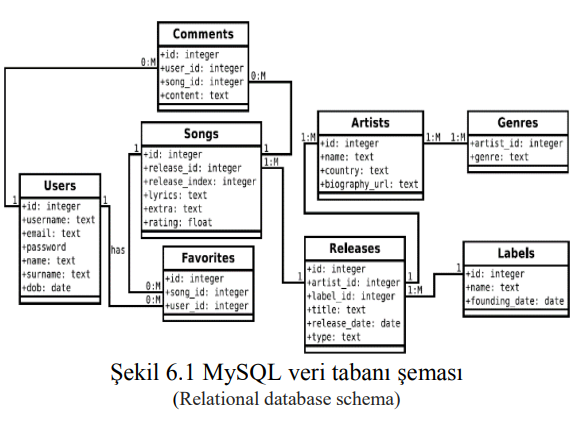 Comments
+id: integer
+user_id: integer
+song_id: integer
+content: text
0:M
0:M
Songs
+id: integer
+release_id: integer
+release_index: integer
+lyrics: text
+extra: text
+rating: float
1
1
1:M
Artists
+id: integer
+name: text
+country: text
+biography_url: text
1:M
1:M
1:M
Genres
+artist_id: integer
+genre: text
Users
+id: integer
+username: text
+email: text
+password
+name: text
+surname: text
+dob: date
1
1
has
Favorites
+id: integer
+song_id: integer
+user_id: integer
0:M
0:M
Releases
+id: integer
+artist_id: integer
+label_id: integer
+title: text
+release_date: date
+type: text
1
1
1:M
Labels
+id: integer
+name: text
+founding_date: date
1
Şekil 6.1 MySQL veri tabanı şeması
(Relational database schema)